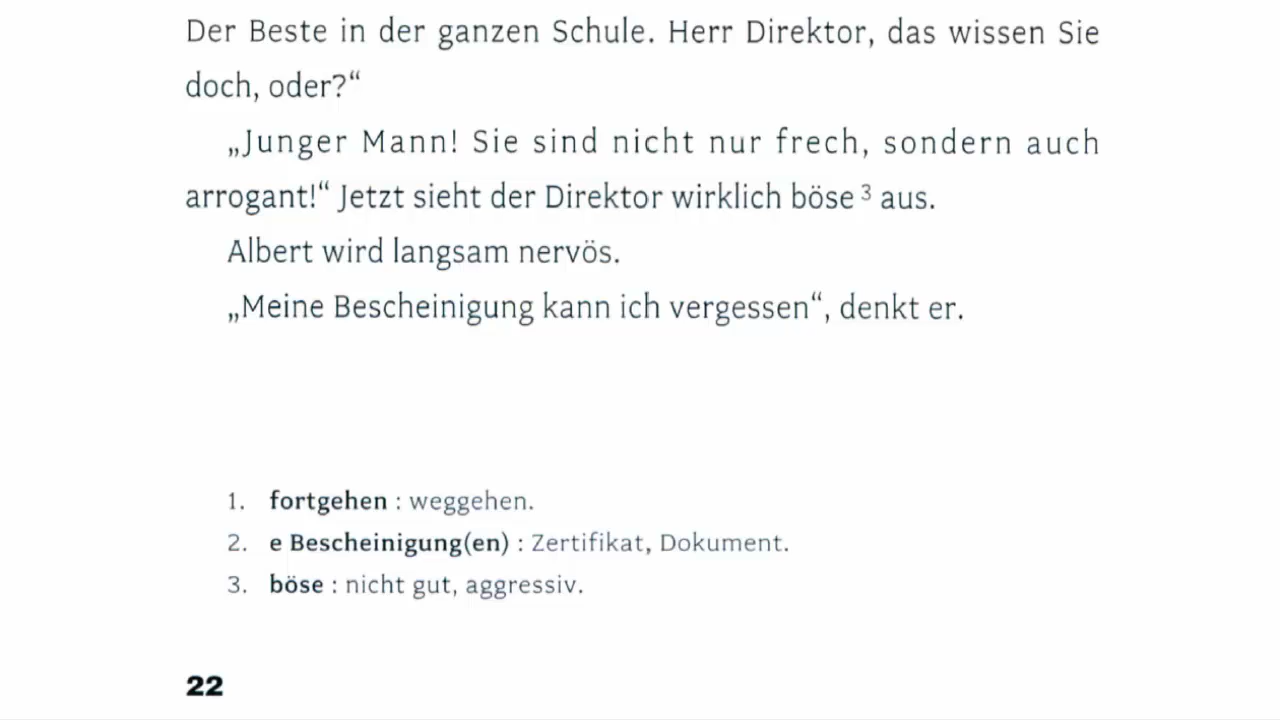 Der Beste in der ganzen Schule. Herr Direktor, das wissen Sie
doch, oder?“
„Junger Mann! Sie sind nicht nur frech, sondern auch
arrogant!“ Jetzt sieht der Direktor wirklich böse ³ aus.
Albert wird langsam nervös.
„Meine Bescheinigung kann ich vergessen“, denkt er.
1. fortgehen : weggehen.
2. e Bescheinigung(en) : Zertifikat, Dokument.
3. böse : nicht gut, aggressiv.
22